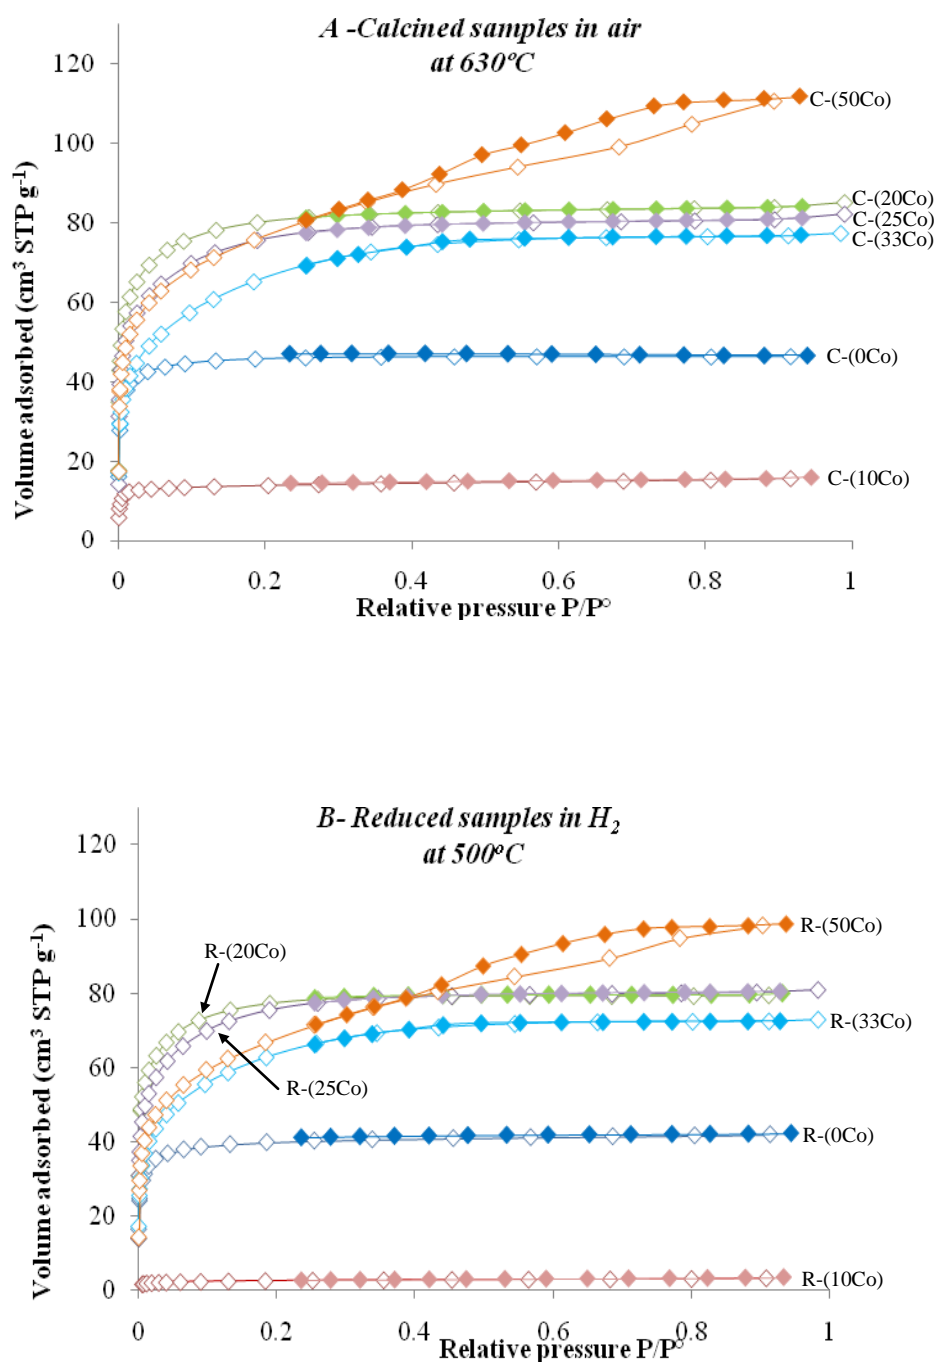 A -Calcined samples in air
at 630ºC
120
100
80
60
40
20
0
Volume adsorbed (cm³ STP g⁻¹)
C-(50Co)
C-(20Co)
C-(25Co)
C-(33Co)
C-(0Co)
C-(10Co)
0 0.2 0.4 0.6 0.8 1
Relative pressure P/P°
B- Reduced samples in H₂
at 500ºC
120
100
80
60
40
20
0
Volume adsorbed (cm³ STP g⁻¹)
R-(50Co)
R-(20Co)
R-(33Co)
R-(25Co)
R-(0Co)
R-(10Co)
0 0.2 0.4 0.6 0.8 1
Relative pressure P/P°